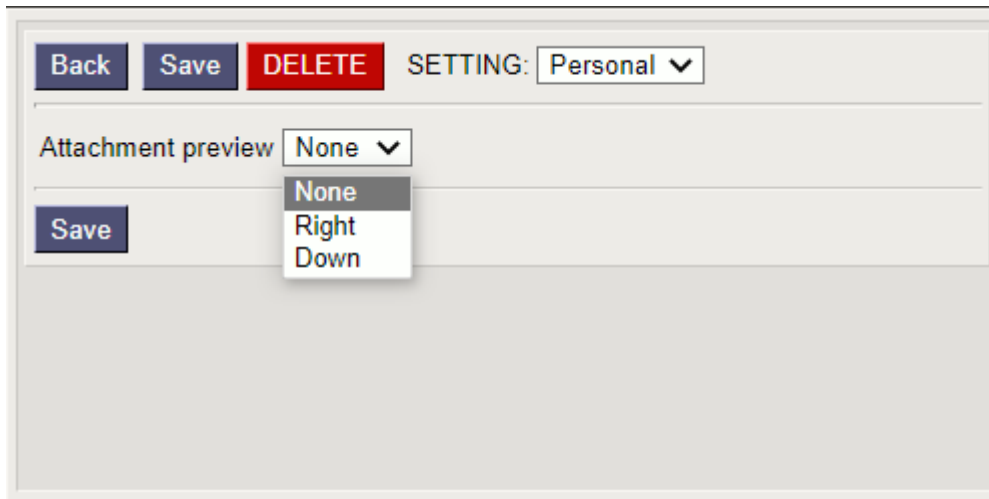 Back Save DELETE SETTING: Personal
Attachment preview None
None
Right
Save
Down